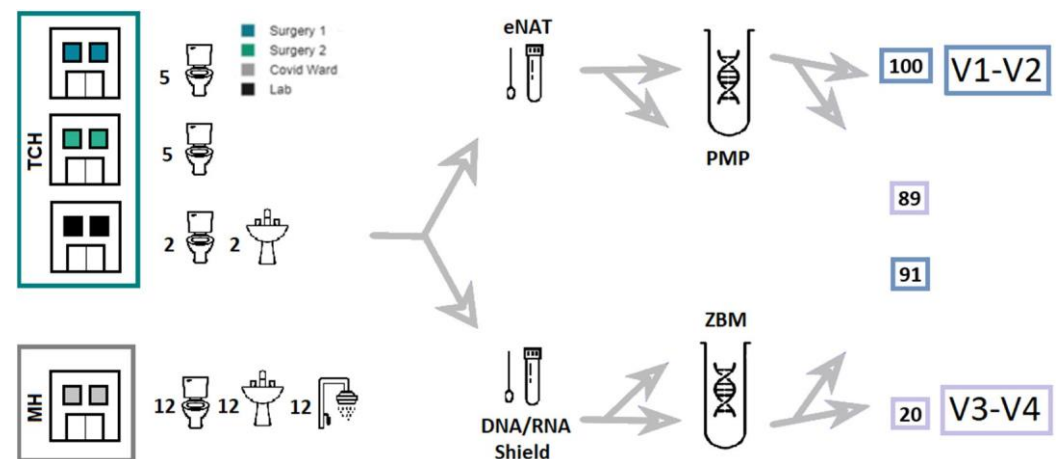 TCH
5
Surgery 1
Surgery 2
Covid Ward
Lab
5
2 2
MH
12 12 12
eNAT
PMP
100 V1-V2
89
91
ZBM
DNA/RNA
Shield
20 V3-V4